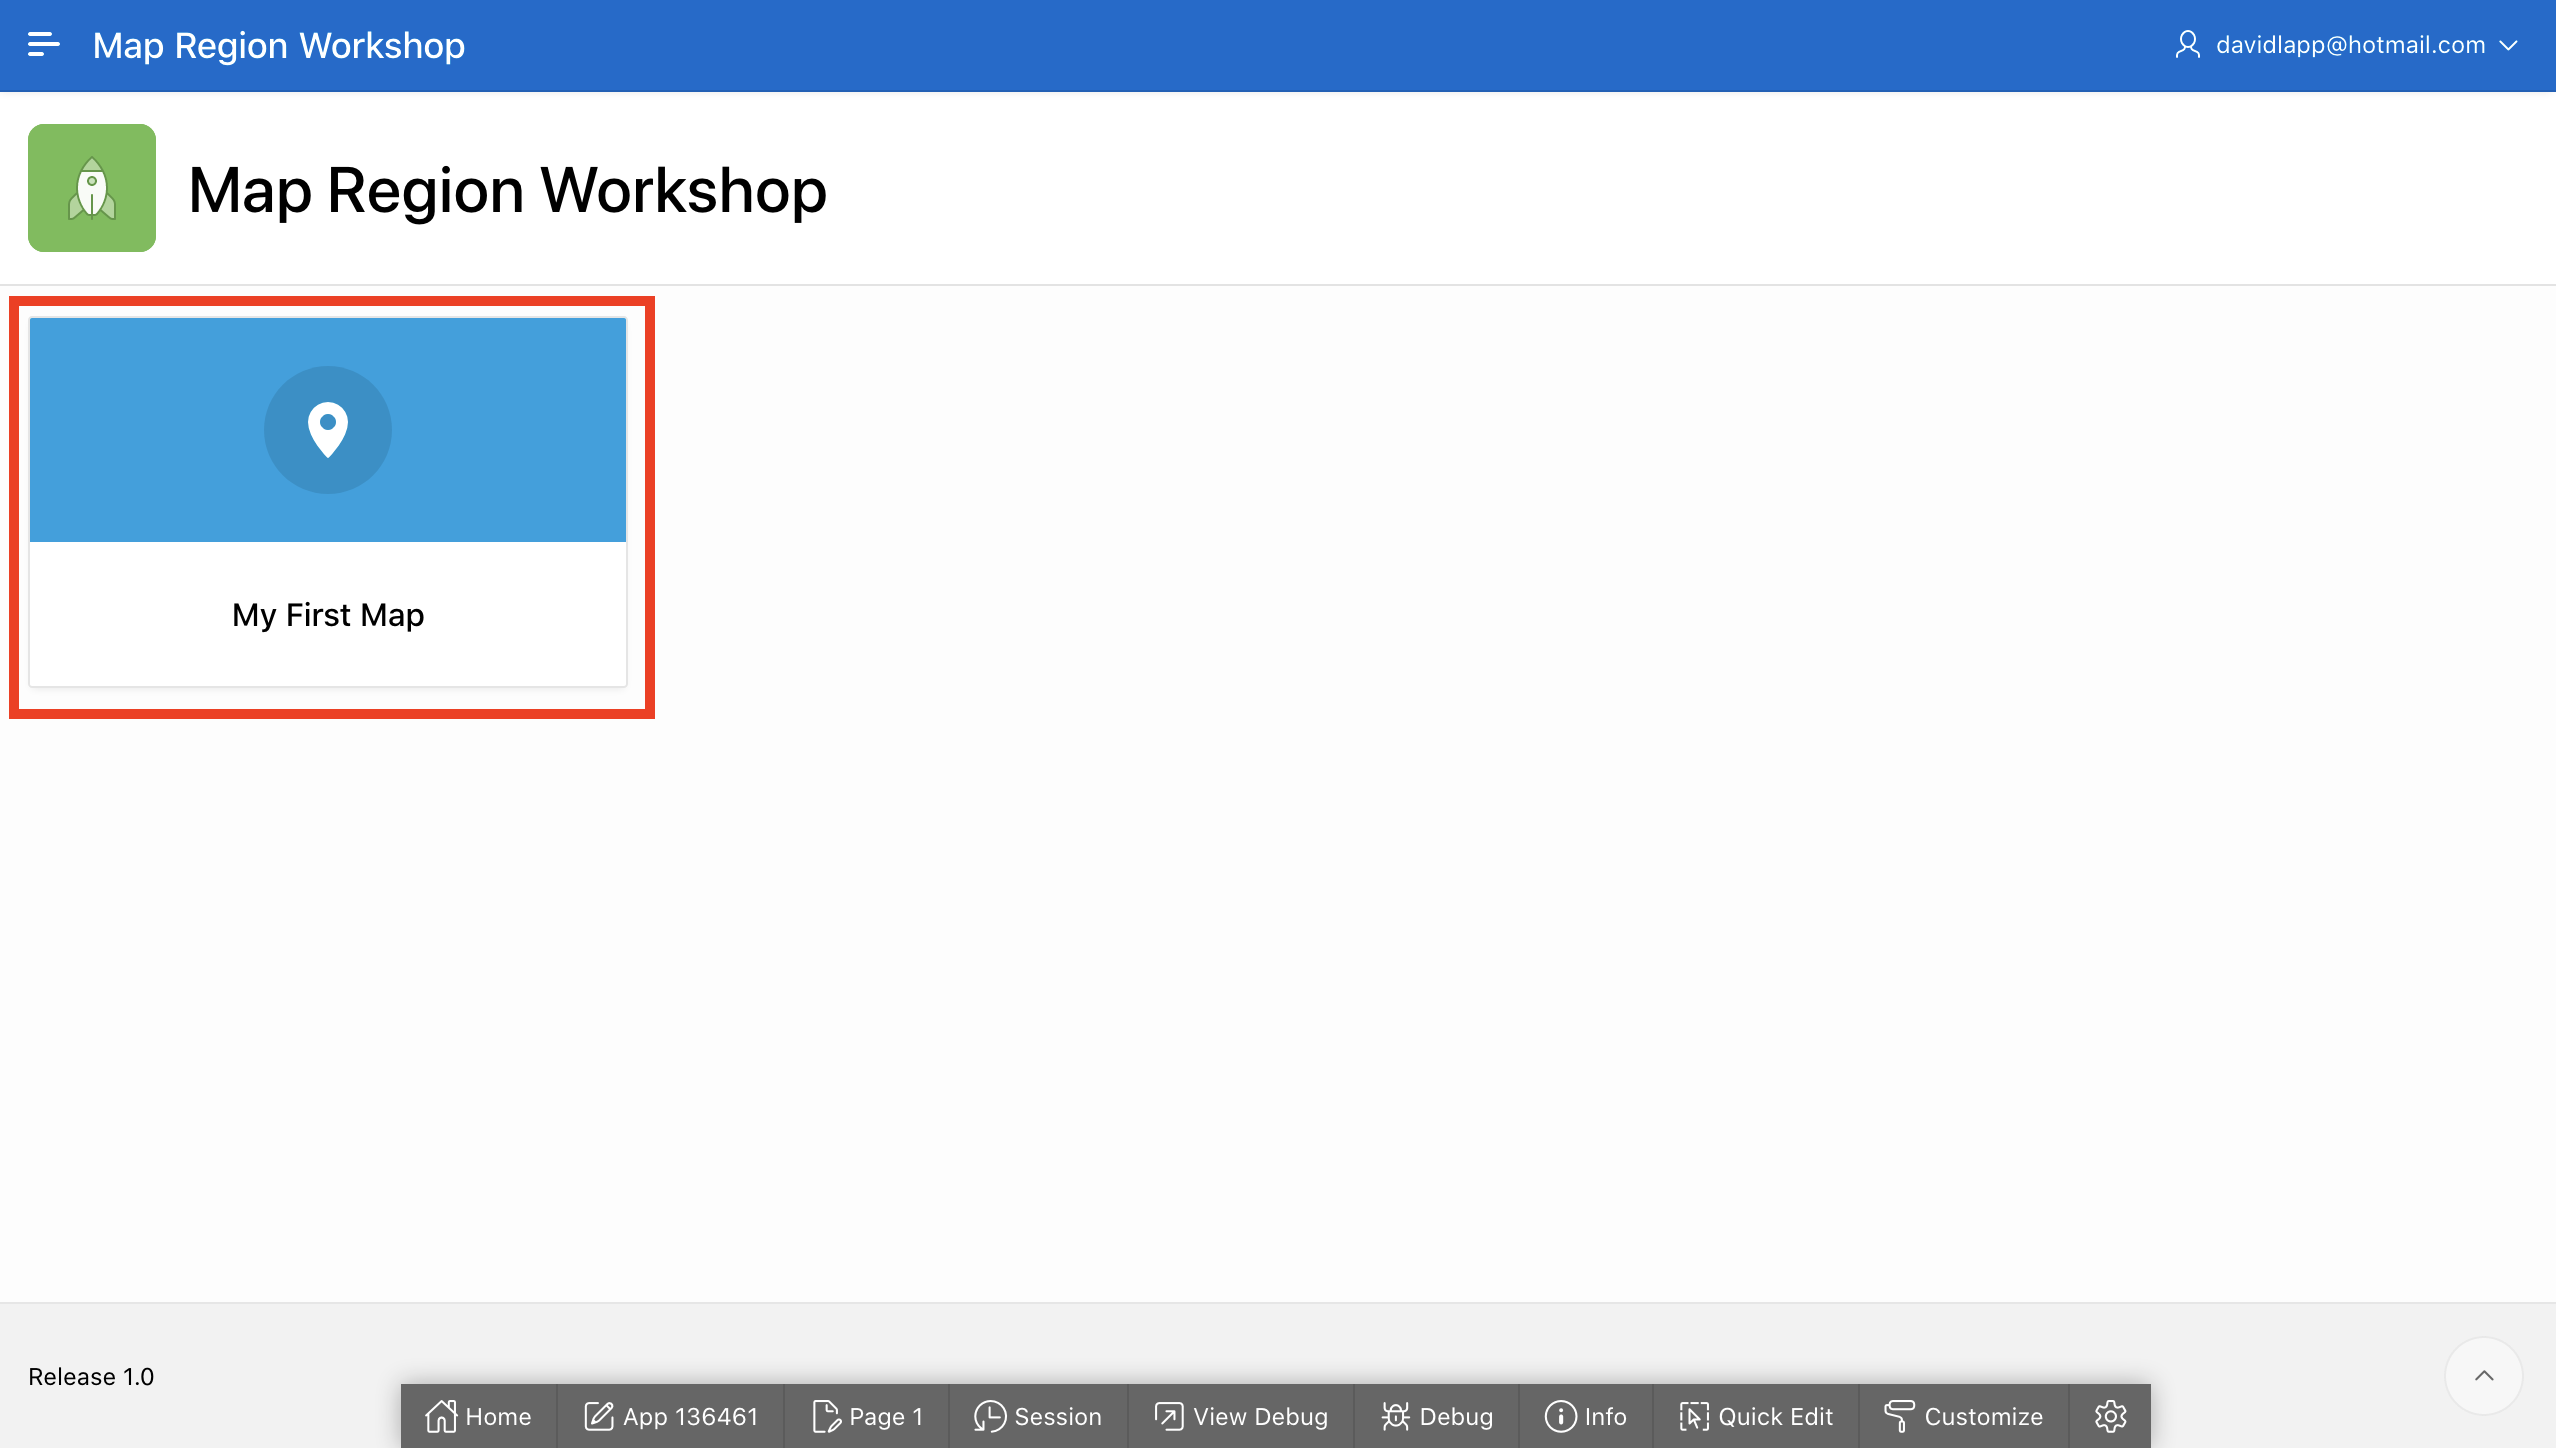 Map Region Workshop
davidlapp@hotmail.com
Map Region Workshop
My First Map
Release 1.0
Home
App 136461
Page 1
Session
View Debug
Debug
Info
Quick Edit
Customize